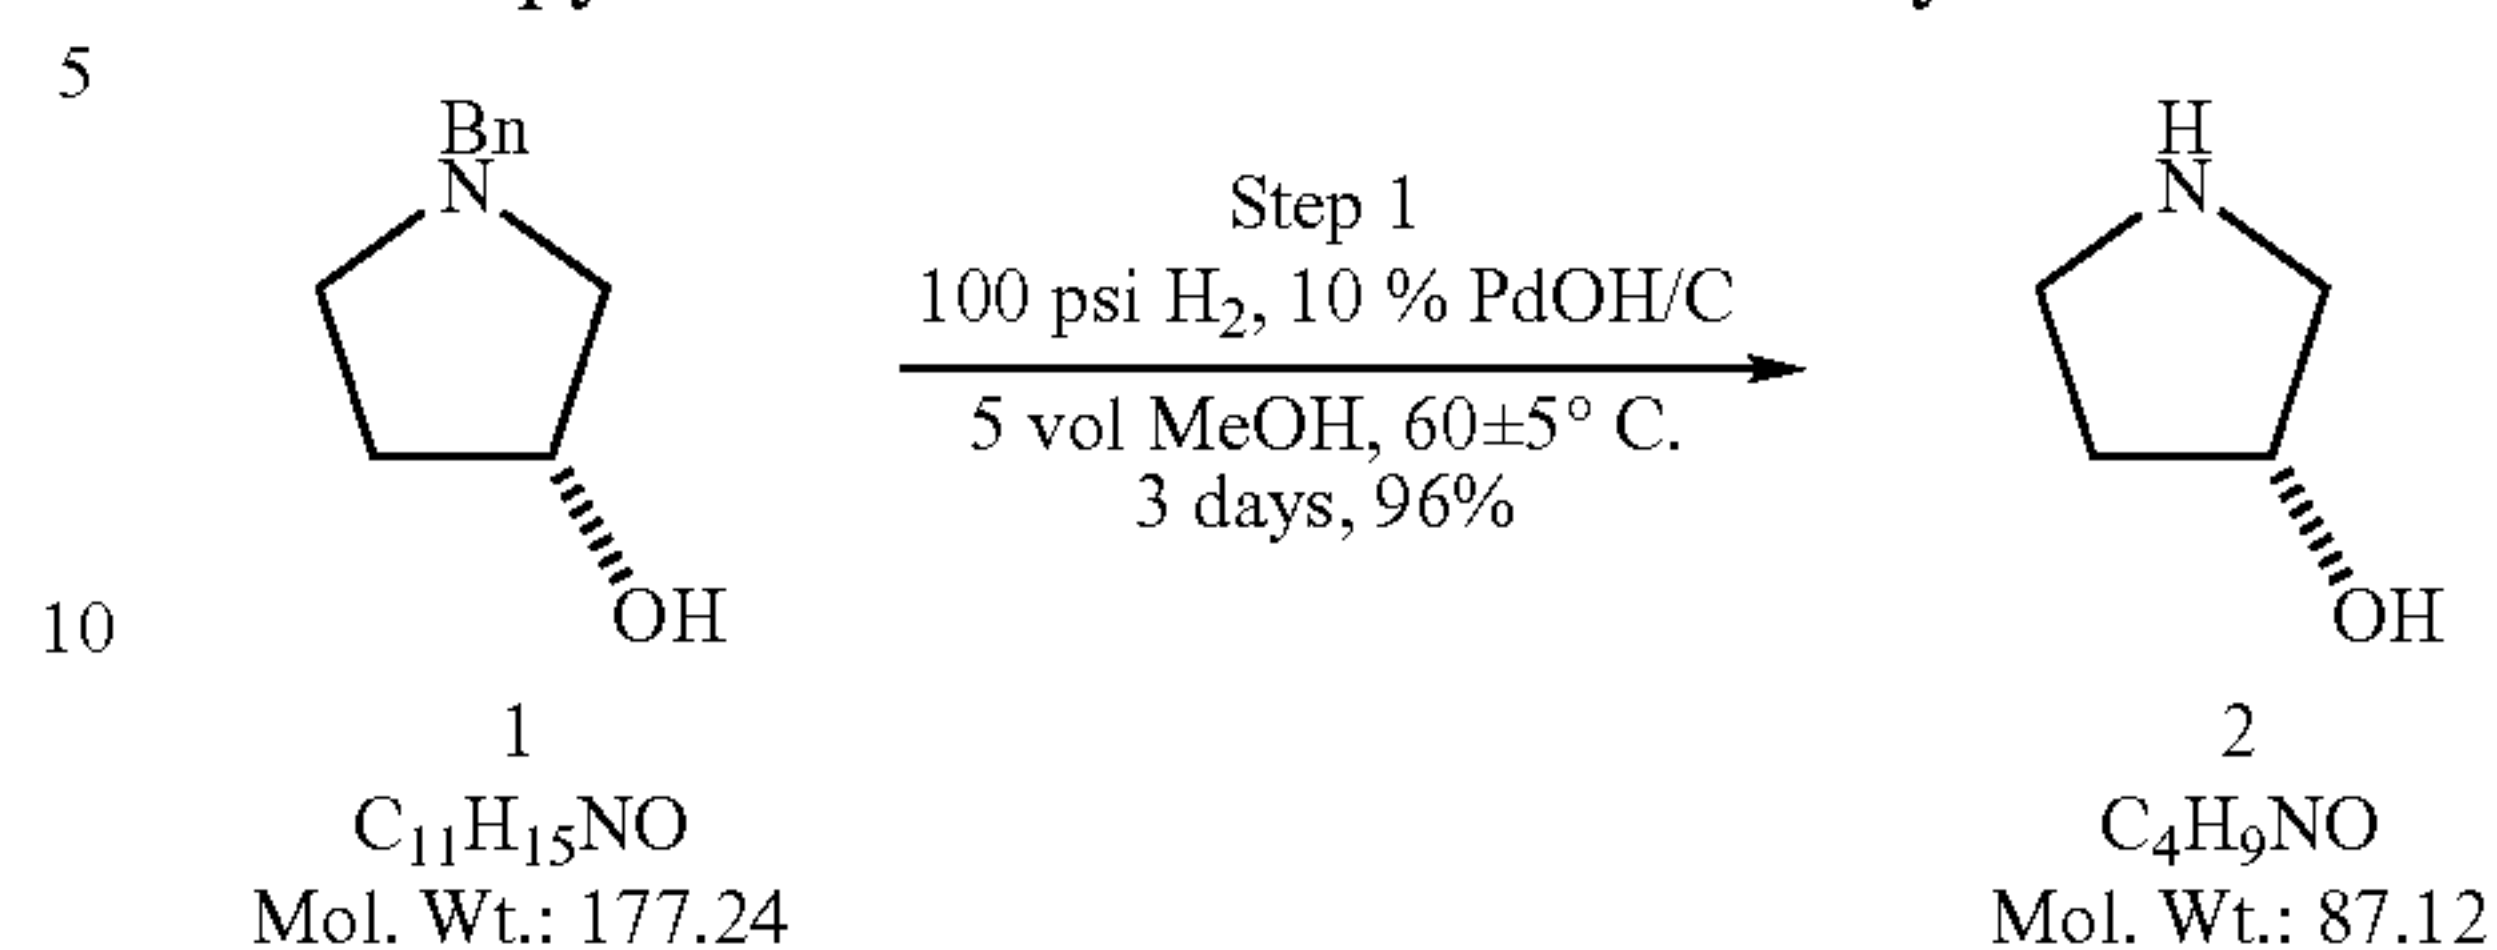 5
Bn
N
OH
1
C₁₁H₁₅NO
Mol. Wt.: 177.24
Step 1
100 psi H₂, 10 % PdOH/C
5 vol MeOH, 60±5° C.
3 days, 96%
H
N
OH
2
C₄H₉NO
Mol. Wt.: 87.12
10